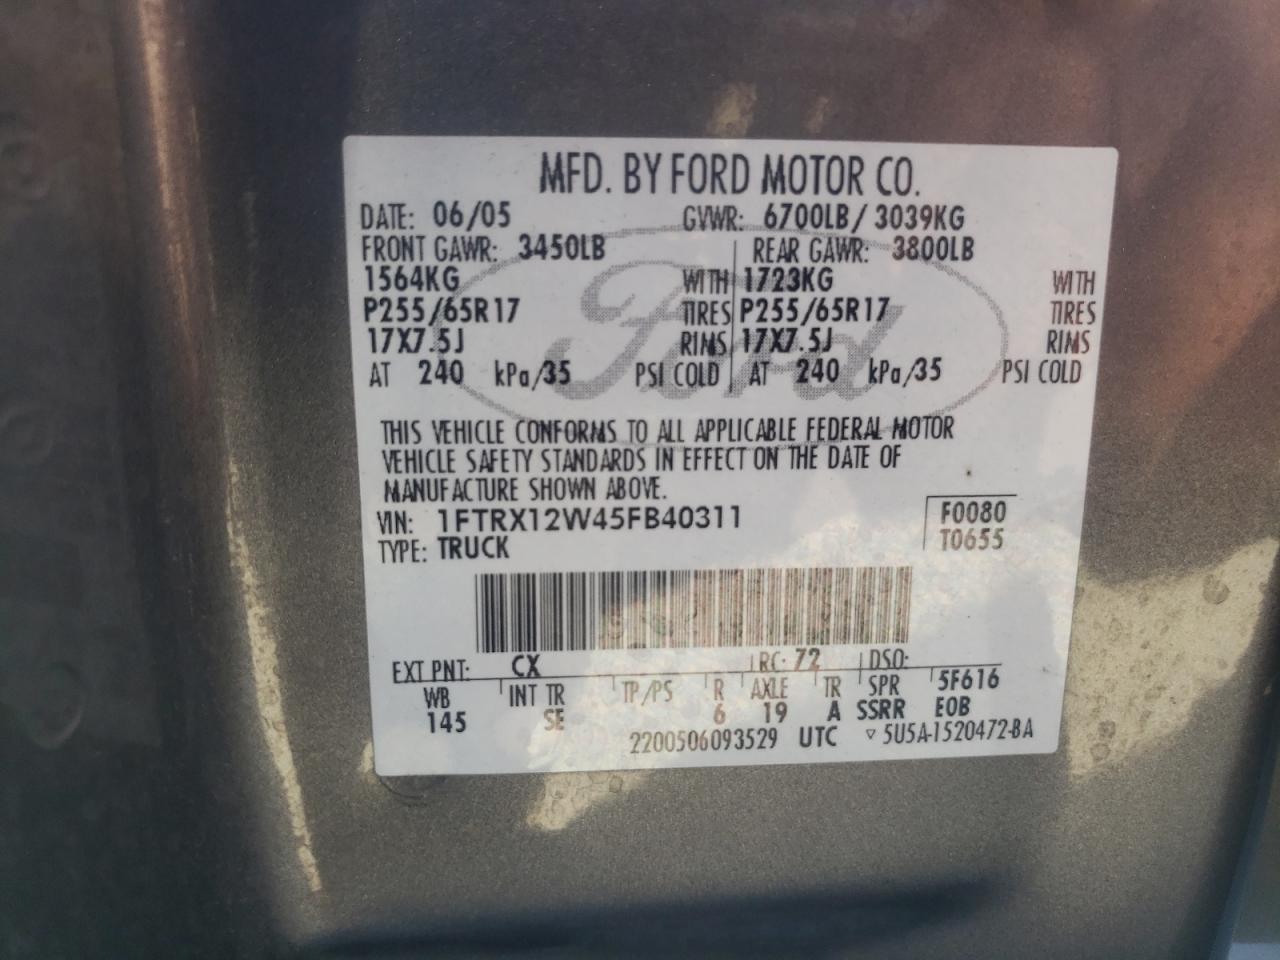 MFD. BY FORD MOTOR CO.
DATE: 06/05 GVWR: 6700LB/ 3039KG
FRONT GAWR: 3450LB REAR GAWR: 3800LB
1564KG WITH 1723KG WITH
P255/65R17 TIRES P255/65R17 TIRES
17X7.5J RIMS 17X7.5J RIMS
AT 240 kPa/35 PSI COLD AT 240 kPa/35 PSI COLD
Ford
THIS VEHICLE CONFORMS TO ALL APPLICABLE FEDERAL MOTOR
VEHICLE SAFETY STANDARDS IN EFFECT ON THE DATE OF
MANUFACTURE SHOWN ABOVE.
VIN: 1FTRX12W45FB40311 F0080
TYPE: TRUCK T0655
EXT PNT: CX RC: 72 DSO:
WB INT TR TP/PS R AXLE TR SPR 5F616
145 SE 6 19 A SSRR EOB
2200506093529 UTC ▽ 5U5A-1520472-BA